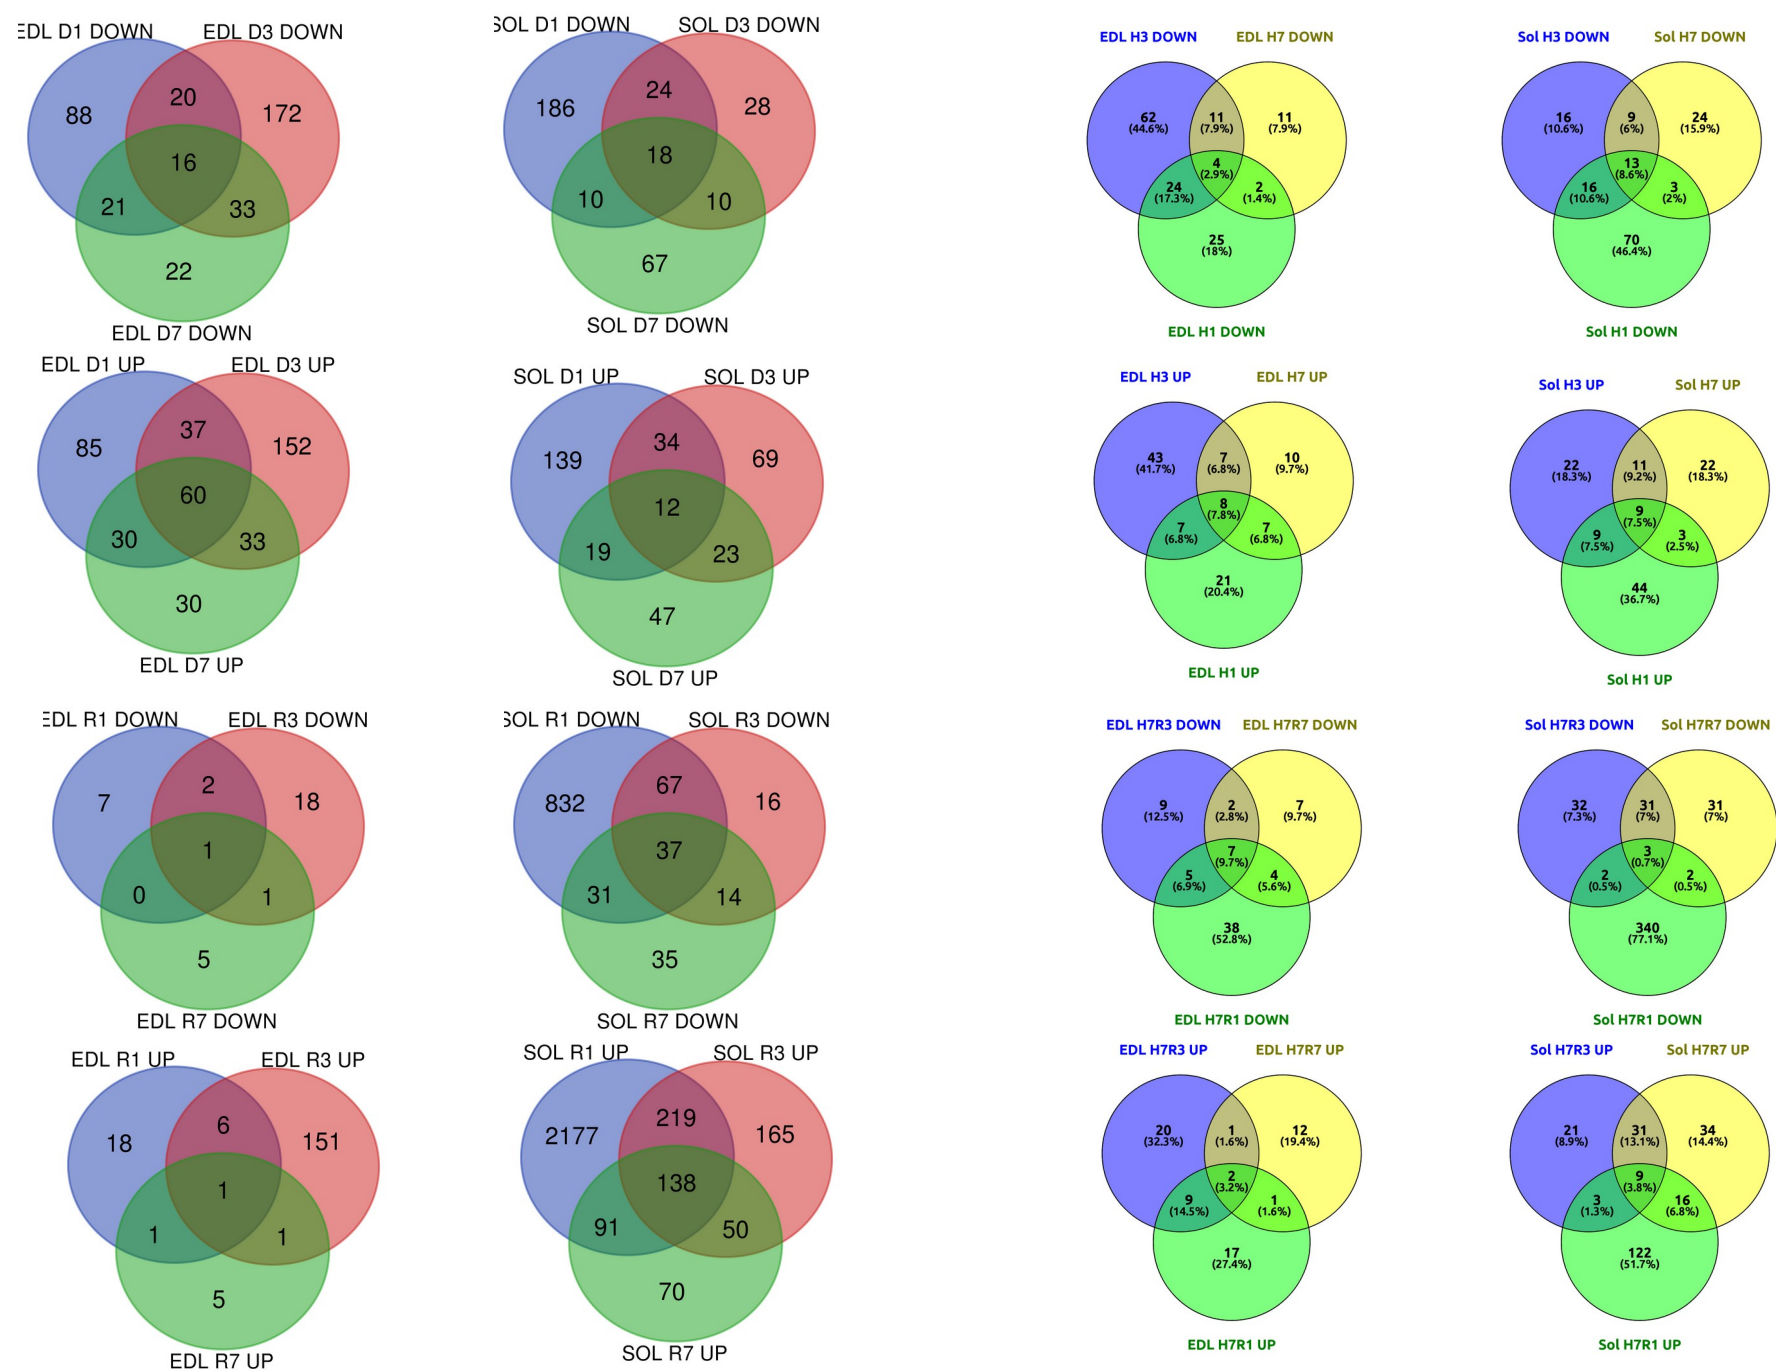 EDL D1 DOWN EDL D3 DOWN
88 20 172
16
21 33
22
EDL D7 DOWN
SOL D1 DOWN SOL D3 DOWN
186 24 28
18
10 10
67
SOL D7 DOWN
EDL H3 DOWN EDL H7 DOWN
62 11 11
(44.6%) (7.9%) (7.9%)
4
(2.9%)
24 2
(17.3%) (1.4%)
25
(18%)
EDL H1 DOWN
Sol H3 DOWN Sol H7 DOWN
16 9 24
(10.6%) (6%) (15.9%)
13
(8.6%)
16 3
(10.6%) (2%)
70
(46.4%)
Sol H1 DOWN
EDL D1 UP EDL D3 UP
85 37 152
60
30 33
30
EDL D7 UP
SOL D1 UP SOL D3 UP
139 34 69
12
19 23
47
SOL D7 UP
EDL H3 UP EDL H7 UP
43 7 10
(41.7%) (6.8%) (9.7%)
8
(7.8%)
7 7
(6.8%) (6.8%)
21
(20.4%)
EDL H1 UP
Sol H3 UP Sol H7 UP
22 11 22
(18.3%) (9.2%) (18.3%)
9
(7.5%)
9 3
(7.5%) (2.5%)
44
(36.7%)
Sol H1 UP
EDL R1 DOWN EDL R3 DOWN
7 2 18
1
0 1
5
EDL R7 DOWN
SOL R1 DOWN SOL R3 DOWN
832 67 16
37
31 14
35
SOL R7 DOWN
EDL H7R3 DOWN EDL H7R7 DOWN
9 2 7
(12.5%) (2.8%) (9.7%)
7
(9.7%)
5 4
(6.9%) (5.6%)
38
(52.8%)
EDL H7R1 DOWN
Sol H7R3 DOWN Sol H7R7 DOWN
32 31 31
(7.3%) (7%) (7%)
3
(0.7%)
2 2
(0.5%) (0.5%)
340
(77.1%)
Sol H7R1 DOWN
EDL R1 UP EDL R3 UP
18 6 151
1
1 1
5
EDL R7 UP
SOL R1 UP SOL R3 UP
2177 219 165
138
91 50
70
SOL R7 UP
EDL H7R3 UP EDL H7R7 UP
20 1 12
(32.3%) (1.6%) (19.4%)
2
(3.2%)
9 1
(14.5%) (1.6%)
17
(27.4%)
EDL H7R1 UP
Sol H7R3 UP Sol H7R7 UP
21 31 34
(8.9%) (13.1%) (14.4%)
9
(3.8%)
3 16
(1.3%) (6.8%)
122
(51.7%)
Sol H7R1 UP